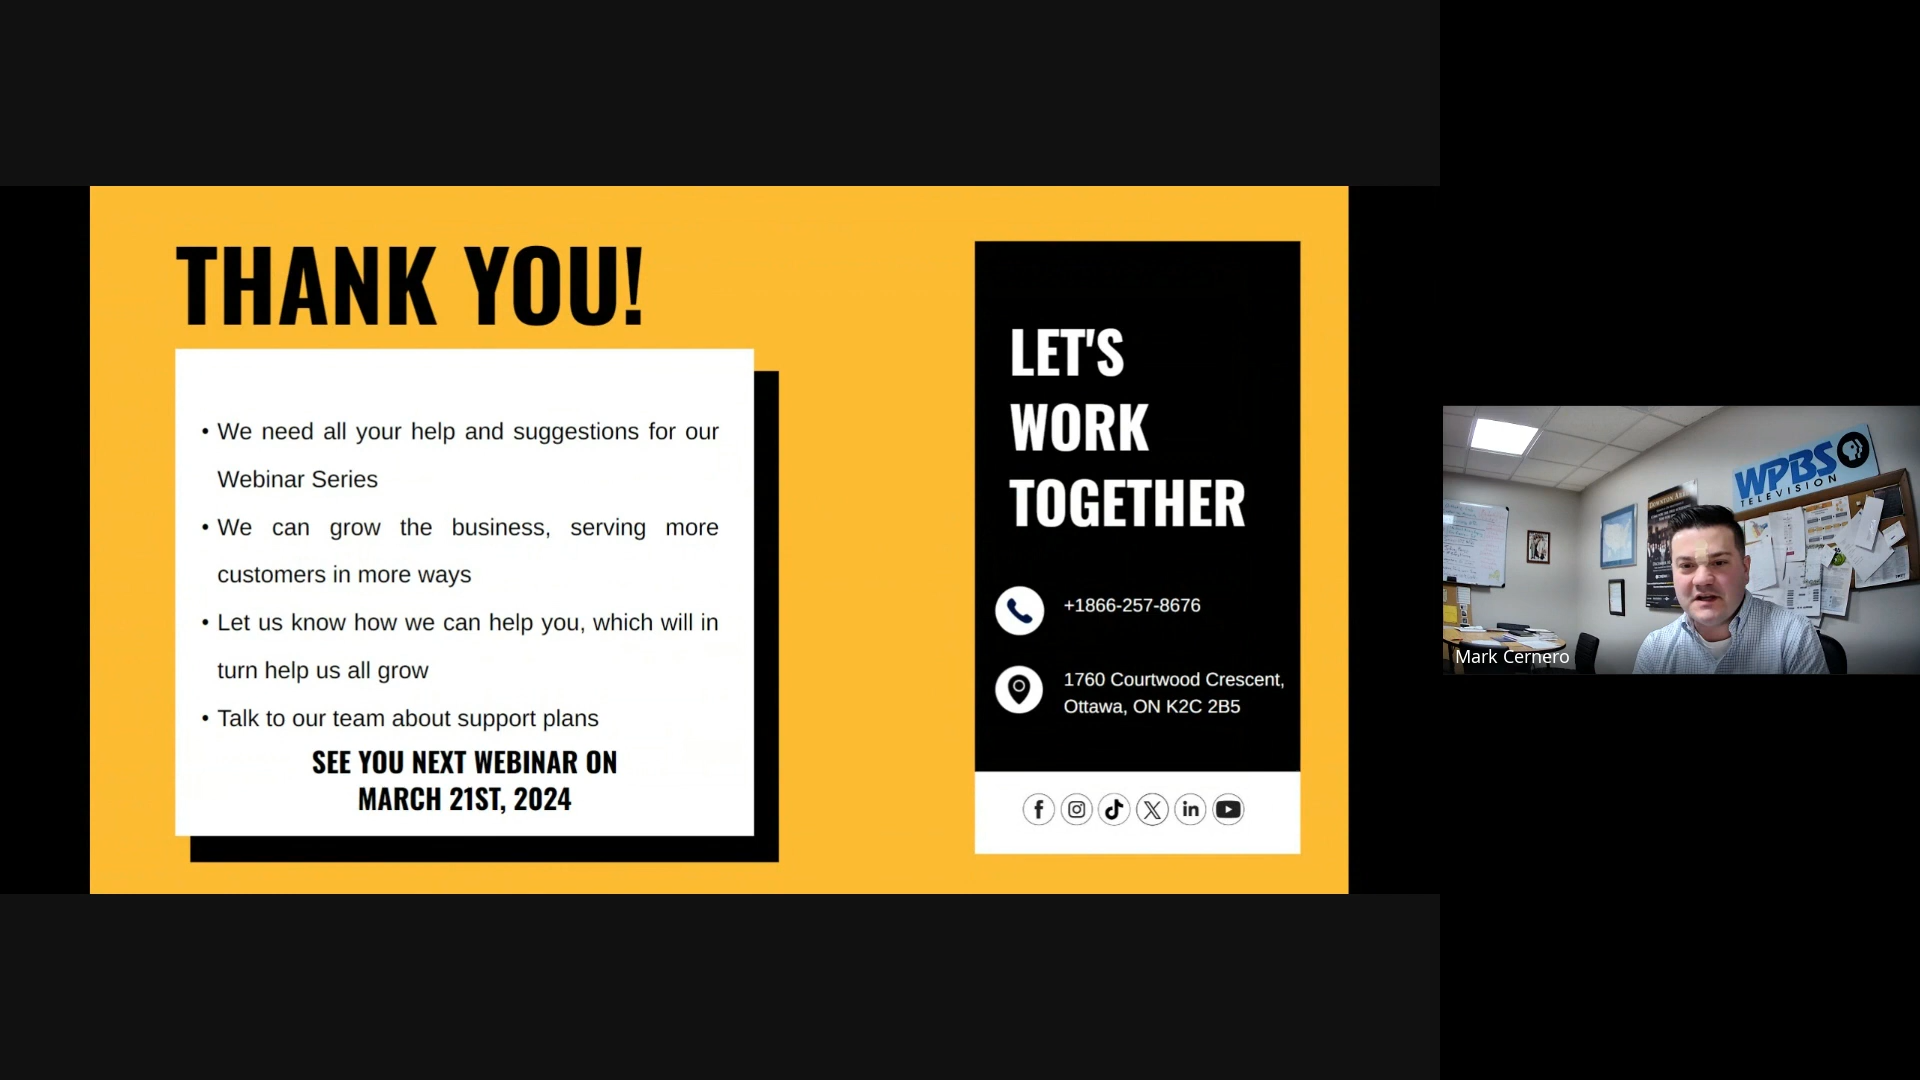 THANK YOU!
• We need all your help and suggestions for our
Webinar Series
• We can grow the business, serving more
customers in more ways
• Let us know how we can help you, which will in
turn help us all grow
• Talk to our team about support plans
SEE YOU NEXT WEBINAR ON
MARCH 21ST, 2024
LET'S
WORK
TOGETHER
+1866-257-8676
1760 Courtwood Crescent,
Ottawa, ON K2C 2B5
WPBS
TELEVISION
Mark Cernero